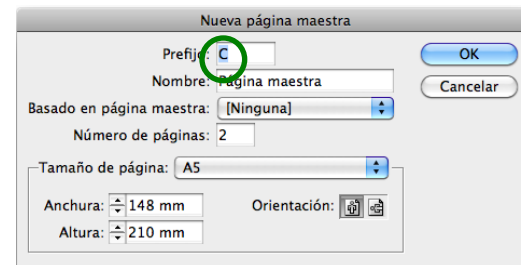 Nueva página maestra
Prefijo: C
OK
Nombre: Página maestra
Cancelar
Basado en página maestra: [Ninguna]
Número de páginas: 2
Tamaño de página: A5
Anchura: 148 mm
Orientación:
Altura: 210 mm